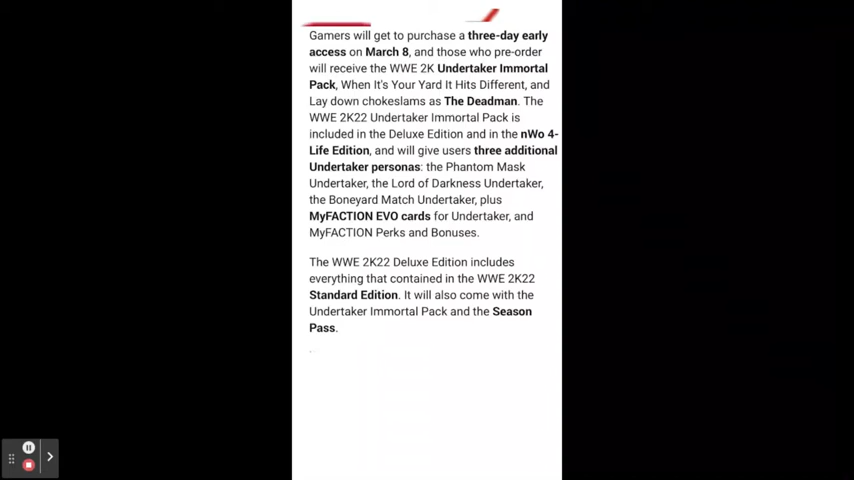 Gamers will get to purchase a three-day early
access on March 8, and those who pre-order
will receive the WWE 2K Undertaker Immortal
Pack, When It's Your Yard It Hits Different, and
Lay down chokeslams as The Deadman. The
WWE 2K22 Undertaker Immortal Pack is
included in the Deluxe Edition and in the nWo 4-
Life Edition, and will give users three additional
Undertaker personas: the Phantom Mask
Undertaker, the Lord of Darkness Undertaker,
the Boneyard Match Undertaker, plus
MyFACTION EVO cards for Undertaker, and
MyFACTION Perks and Bonuses.
The WWE 2K22 Deluxe Edition includes
everything that contained in the WWE 2K22
Standard Edition. It will also come with the
Undertaker Immortal Pack and the Season
Pass.